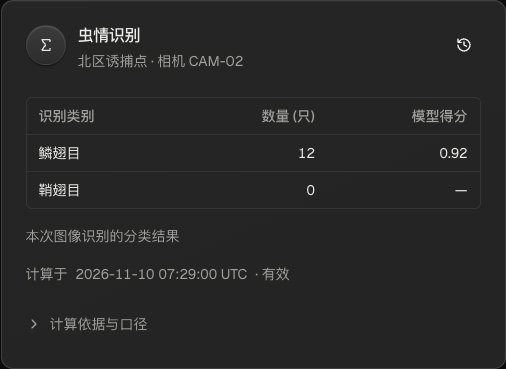 Σ
虫情识别
北区诱捕点 · 相机 CAM-02
识别类别 数量 (只) 模型得分
鳞翅目 12 0.92
鞘翅目 0 —
本次图像识别的分类结果
计算于 2026-11-10 07:29:00 UTC · 有效
计算依据与口径